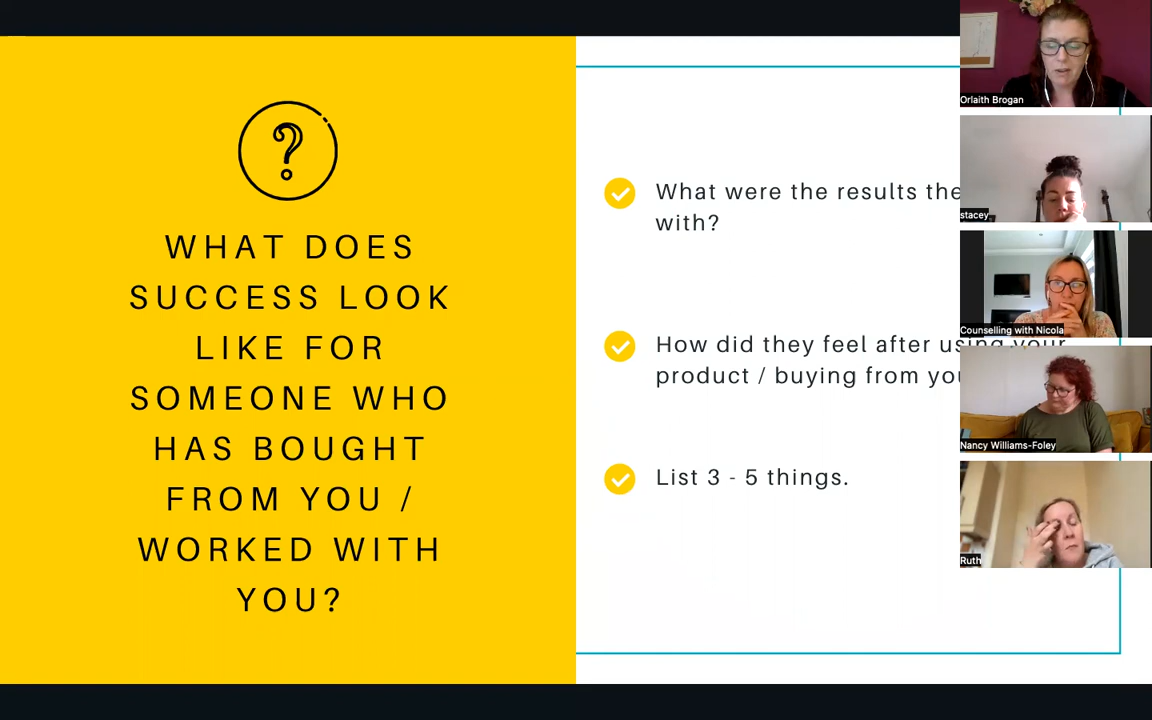 WHAT DOES
SUCCESS LOOK
LIKE FOR
SOMEONE WHO
HAS BOUGHT
FROM YOU /
WORKED WITH
YOU?
What were the results
with?
How did they feel after using your
product / buying from
List 3 - 5 things.
Orlaith Brogan
stacey
Counselling with Nicola
Nancy Williams-Foley
Ruth